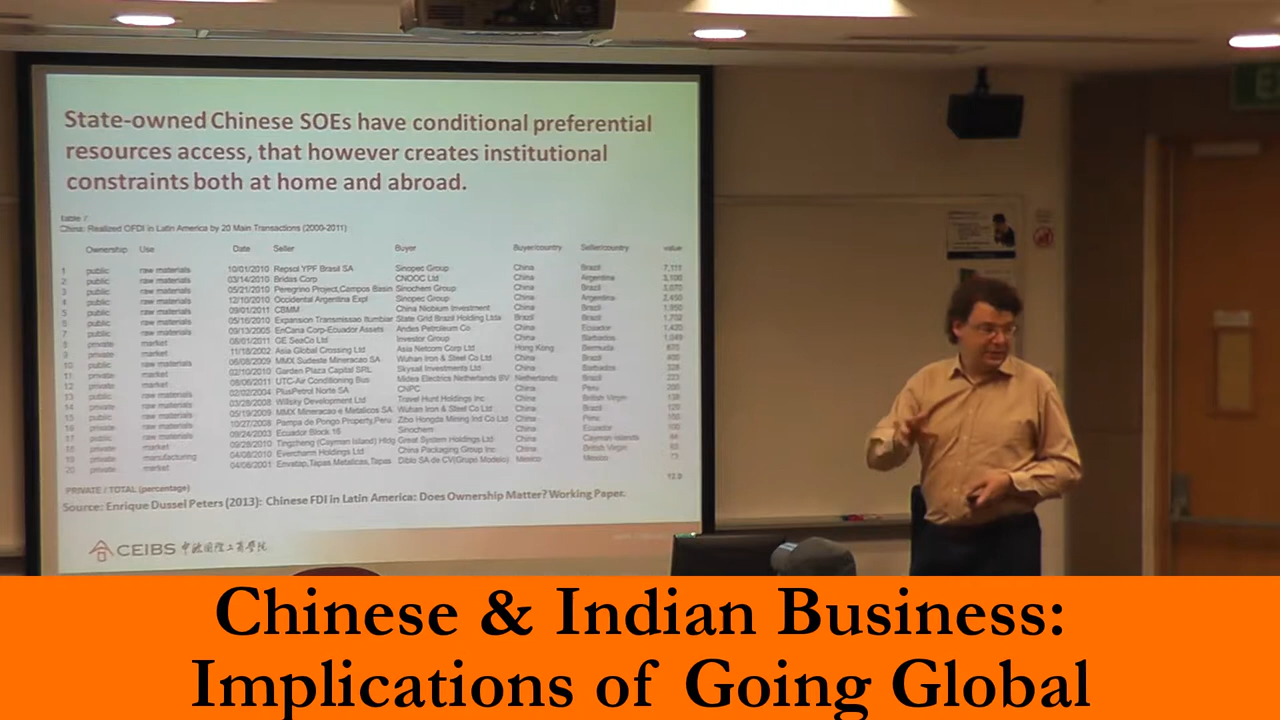 State-owned Chinese SOEs have conditional preferential
resources access, that however creates institutional
constraints both at home and abroad.
China: Realized OFDI in Latin America by 20 Main Transactions (2000-2011)
Ownership Use Date Seller Buyer Buyer/country Seller/country value
1 public raw materials 10/01/2010 Repsol YPF Brasil SA Sinopec Group China Brazil 7,111
2 public raw materials 03/14/2010 Bridas Corp CNOOC Ltd China Argentina 3,100
3 public raw materials 05/21/2010 Peregrino Project,Campos Basin Sinochem Group China Brazil 3,070
4 public raw materials 12/10/2010 Occidental Argentina Expl Sinopec Group China Argentina 2,450
5 public raw materials 09/01/2011 CBMM China Niobium Investment China Brazil 1,950
6 public raw materials 05/16/2010 Expansion Transmissao Itumbiar State Grid Brazil Holding Ltda Brazil Brazil
7 public raw materials 09/13/2005 EnCana Corp-Ecuador Assets Andes Petroleum Co China Ecuador 1,420
8 private market 08/01/2011 GE SeaCo Ltd Investor Group China Barbados 1,049
9 private market 11/18/2002 Asia Global Crossing Ltd Asia Netcom Corp Ltd Hong Kong Bermuda
10 public raw materials 06/08/2009 MMX Sudeste Mineracao SA Wuhan Iron & Steel Co Ltd China Brazil 400
11 private market 02/10/2010 Garden Plaza Capital SRL Skysail Investments Ltd China Barbados
12 private market 08/06/2011 UTC-Air Conditioning Bus Midea Electrics Netherlands BV Netherlands Brazil 223
13 public raw materials 02/02/2004 PlusPetrol Norte SA CNPC China Peru 200
14 private raw materials 03/28/2008 Willsky Development Ltd Travel Hunt Holdings Inc China British Virgin
15 public raw materials 05/19/2009 MMX Mineracao e Metalicos SA Wuhan Iron & Steel Co Ltd China Brazil 120
16 private raw materials 10/27/2008 Pampa de Pongo Property,Peru Zibo Hongda Mining Ind Co Ltd China Peru
17 public raw materials 09/24/2003 Ecuador Block 16 Sinochem China Ecuador 100
18 private market 09/28/2010 Tingzheng (Cayman Island) Hldg Great System Holdings Ltd China Cayman Islands
19 private manufacturing 04/08/2010 Evercharm Holdings Ltd China Packaging Group Inc China British Virgin
20 private market 04/06/2001 Envatap,Tapas Metalicas,Tapas Diblo SA de CV(Grupo Modelo) Mexico Mexico
PRIVATE / TOTAL (percentage)
Source: Enrique Dussel Peters (2013): Chinese FDI in Latin America: Does Ownership Matter? Working Paper.
CEIBS 中欧国际工商学院
Chinese & Indian Business:
Implications of Going Global